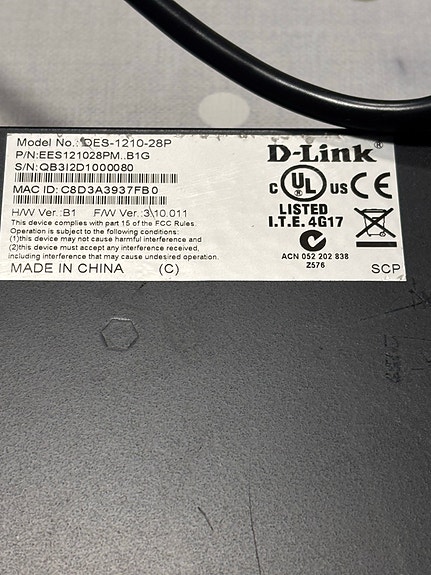 Model No.: DES-1210-28P
P/N:EES121028PM..B1G
S/N:QB3I2D1000080
MAC ID: C8D3A3937FB0
H/W Ver.:B1 F/W Ver.:3.10.011
This device complies with part 15 of the FCC Rules.
Operation is subject to the following conditions:
(1)this device may not cause harmful interference and
(2)this device must accept any interference received,
including interference that may cause undesired operation.
MADE IN CHINA (C)
D-Link®
C UL® US CE
LISTED
I.T.E. 4G17
ACN 052 202 838
Z576
SCP